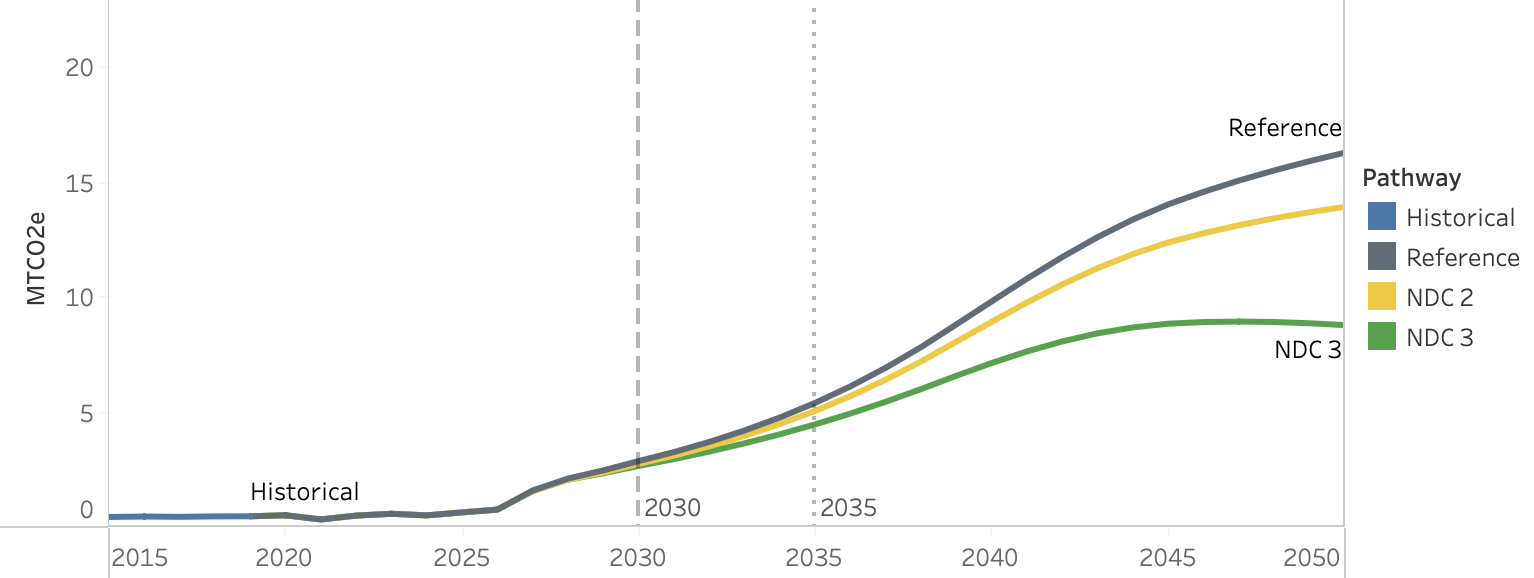 20
15
10
5
0
MTCO2e
Historical
Reference
NDC 3
2030
2035
2015 2020 2025 2030 2035 2040 2045 2050
Pathway
Historical
Reference
NDC 2
NDC 3